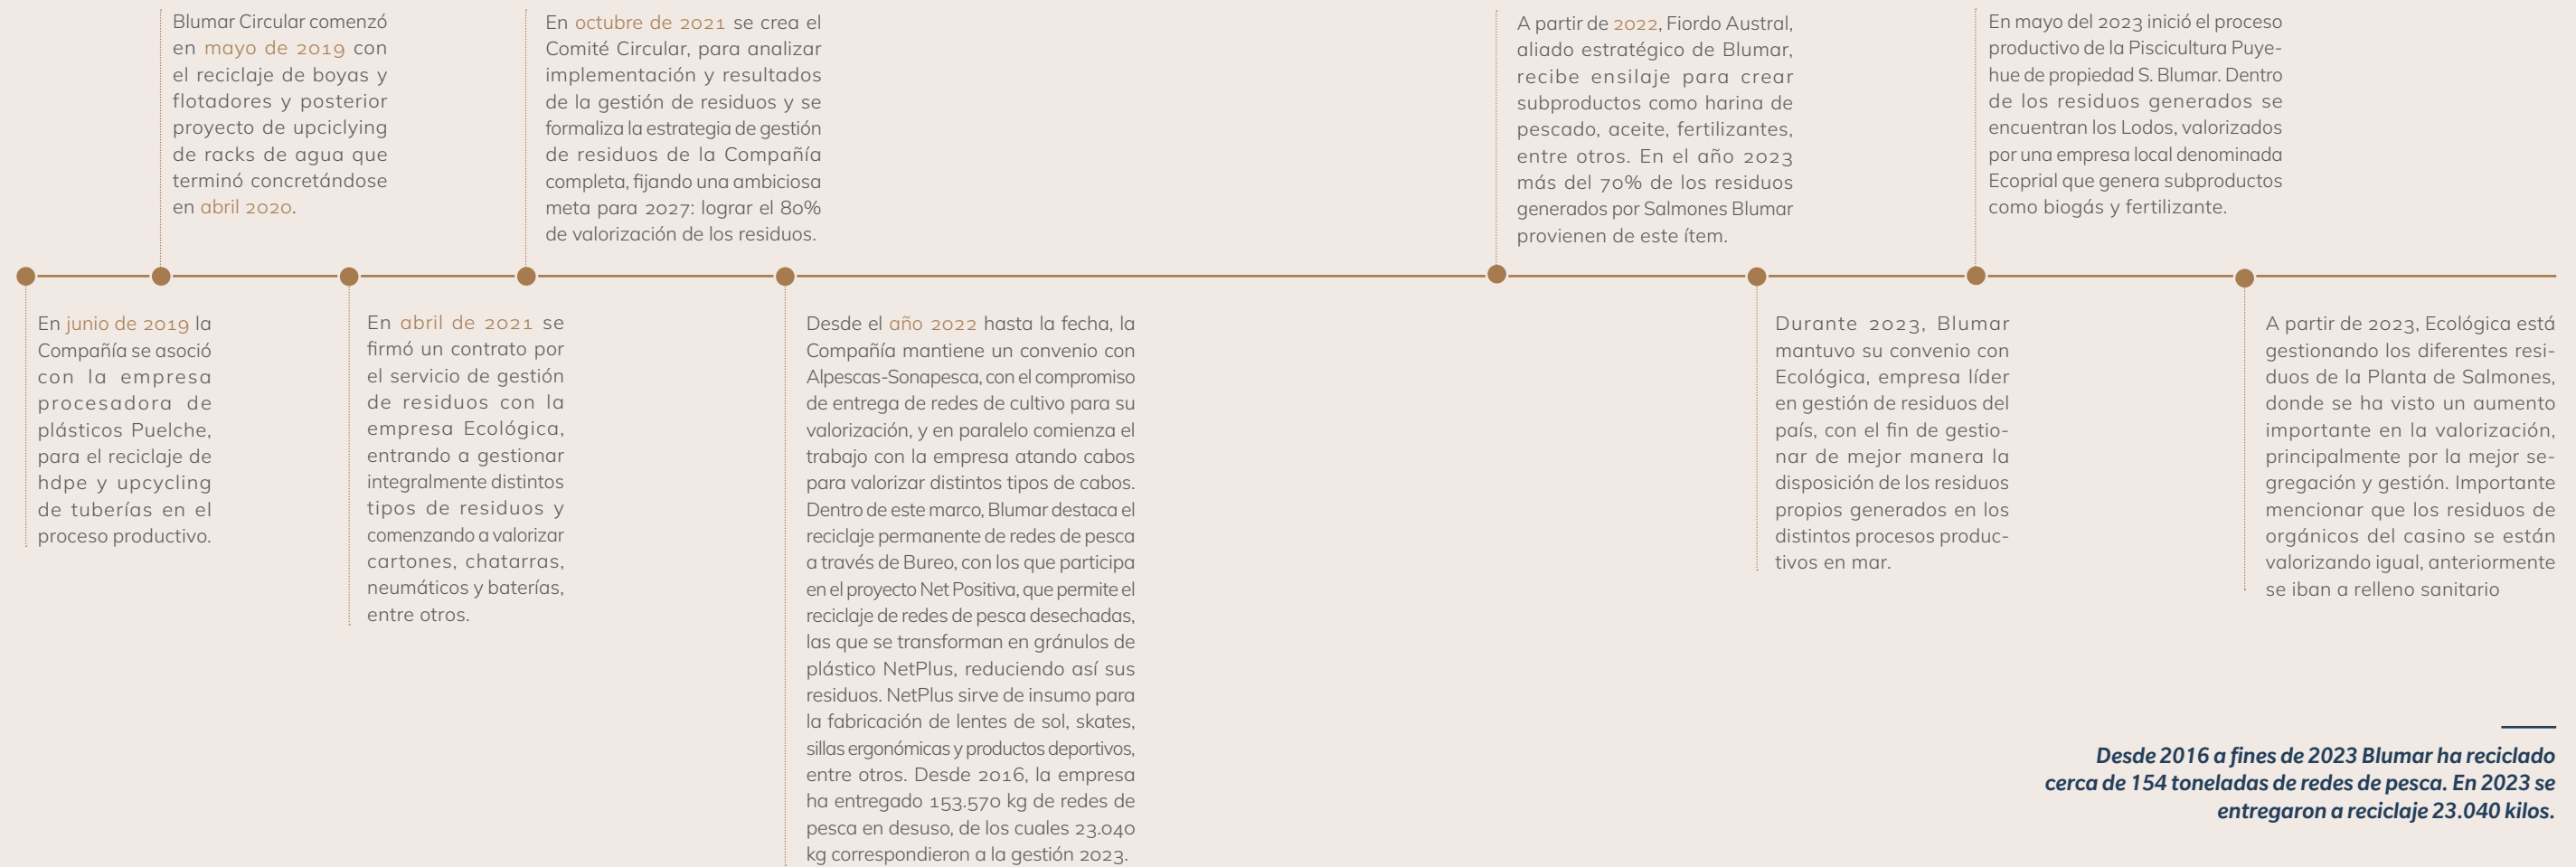 Blumar Circular comenzó
en mayo de 2019 con
el reciclaje de boyas y
flotadores y posterior
proyecto de upciclying
de racks de agua que
terminó concretándose
en abril 2020.
En octubre de 2021 se crea el
Comité Circular, para analizar
implementación y resultados
de la gestión de residuos y se
formaliza la estrategia de gestión
de residuos de la Compañía
completa, fijando una ambiciosa
meta para 2027: lograr el 80%
de valorización de los residuos.
A partir de 2022, Fiordo Austral,
aliado estratégico de Blumar,
recibe ensilaje para crear
subproductos como harina de
pescado, aceite, fertilizantes,
entre otros. En el año 2023
más del 70% de los residuos
generados por Salmones Blumar
provienen de este ítem.
En mayo del 2023 inició el proceso
productivo de la Piscicultura Puye-
hue de propiedad S. Blumar. Dentro
de los residuos generados se
encuentran los Lodos, valorizados
por una empresa local denominada
Ecoprial que genera subproductos
como biogás y fertilizante.
En junio de 2019 la
Compañía se asoció
con la empresa
procesadora de
plásticos Puelche,
para el reciclaje de
hdpe y upcycling
de tuberías en el
proceso productivo.
En abril de 2021 se
firmó un contrato por
el servicio de gestión
de residuos con la
empresa Ecológica,
entrando a gestionar
integralmente distintos
tipos de residuos y
comenzando a valorizar
cartones, chatarras,
neumáticos y baterías,
entre otros.
Desde el año 2022 hasta la fecha, la
Compañía mantiene un convenio con
Alpescas-Sonapesca, con el compromiso
de entrega de redes de cultivo para su
valorización, y en paralelo comienza el
trabajo con la empresa atando cabos
para valorizar distintos tipos de cabos.
Dentro de este marco, Blumar destaca el
reciclaje permanente de redes de pesca
a través de Bureo, con los que participa
en el proyecto Net Positiva, que permite el
reciclaje de redes de pesca desechadas,
las que se transforman en gránulos de
plástico NetPlus, reduciendo así sus
residuos. NetPlus sirve de insumo para
la fabricación de lentes de sol, skates,
sillas ergonómicas y productos deportivos,
entre otros. Desde 2016, la empresa
ha entregado 153.570 kg de redes de
pesca en desuso, de los cuales 23.040
kg correspondieron a la gestión 2023.
Durante 2023, Blumar
mantuvo su convenio con
Ecológica, empresa líder
en gestión de residuos del
país, con el fin de gestio-
nar de mejor manera la
disposición de los residuos
propios generados en los
distintos procesos produc-
tivos en mar.
A partir de 2023, Ecológica está
gestionando los diferentes resi-
duos de la Planta de Salmones,
donde se ha visto un aumento
importante en la valorización,
principalmente por la mejor se-
gregación y gestión. Importante
mencionar que los residuos de
orgánicos del casino se están
valorizando igual, anteriormente
se iban a relleno sanitario
Desde 2016 a fines de 2023 Blumar ha reciclado
cerca de 154 toneladas de redes de pesca. En 2023 se
entregaron a reciclaje 23.040 kilos.